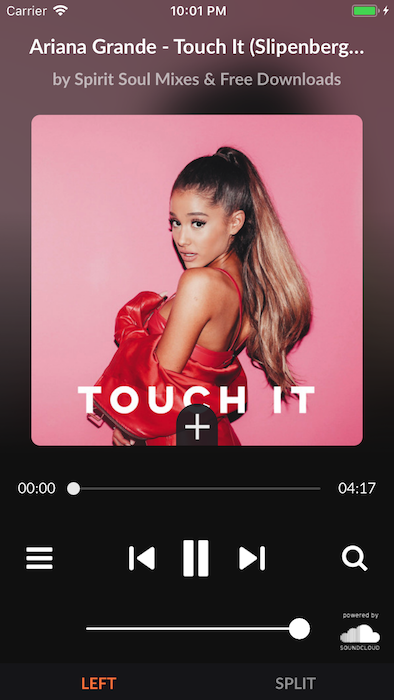 Carrier 10:01 PM
Ariana Grande - Touch It (Slipenberg...
by Spirit Soul Mixes & Free Downloads
TOUCH IT
00:00 04:17
powered by
SOUNDCLOUD
LEFT SPLIT